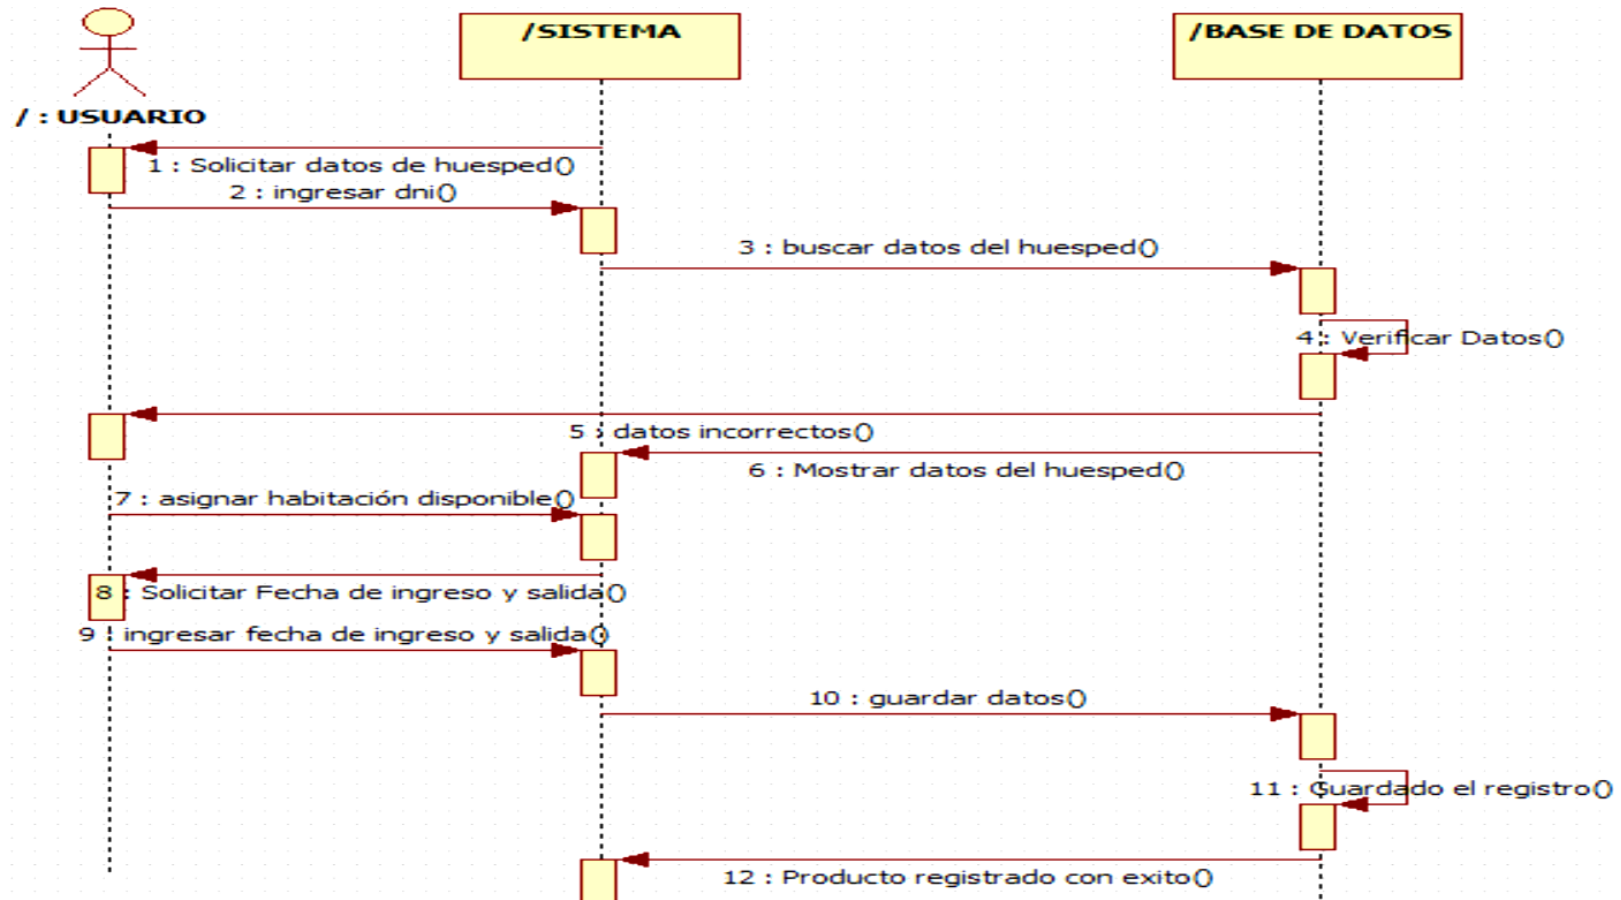 /SISTEMA
/BASE DE DATOS
/ : USUARIO
1 : Solicitar datos de huesped()
2 : ingresar dni()
3 : buscar datos del huesped()
4 : Verificar Datos()
5 : datos incorrectos()
6 : Mostrar datos del huesped()
7 : asignar habitación disponible()
8 : Solicitar Fecha de ingreso y salida()
9 : ingresar fecha de ingreso y salida()
10 : guardar datos()
11 : Guardado el registro()
12 : Producto registrado con exito()